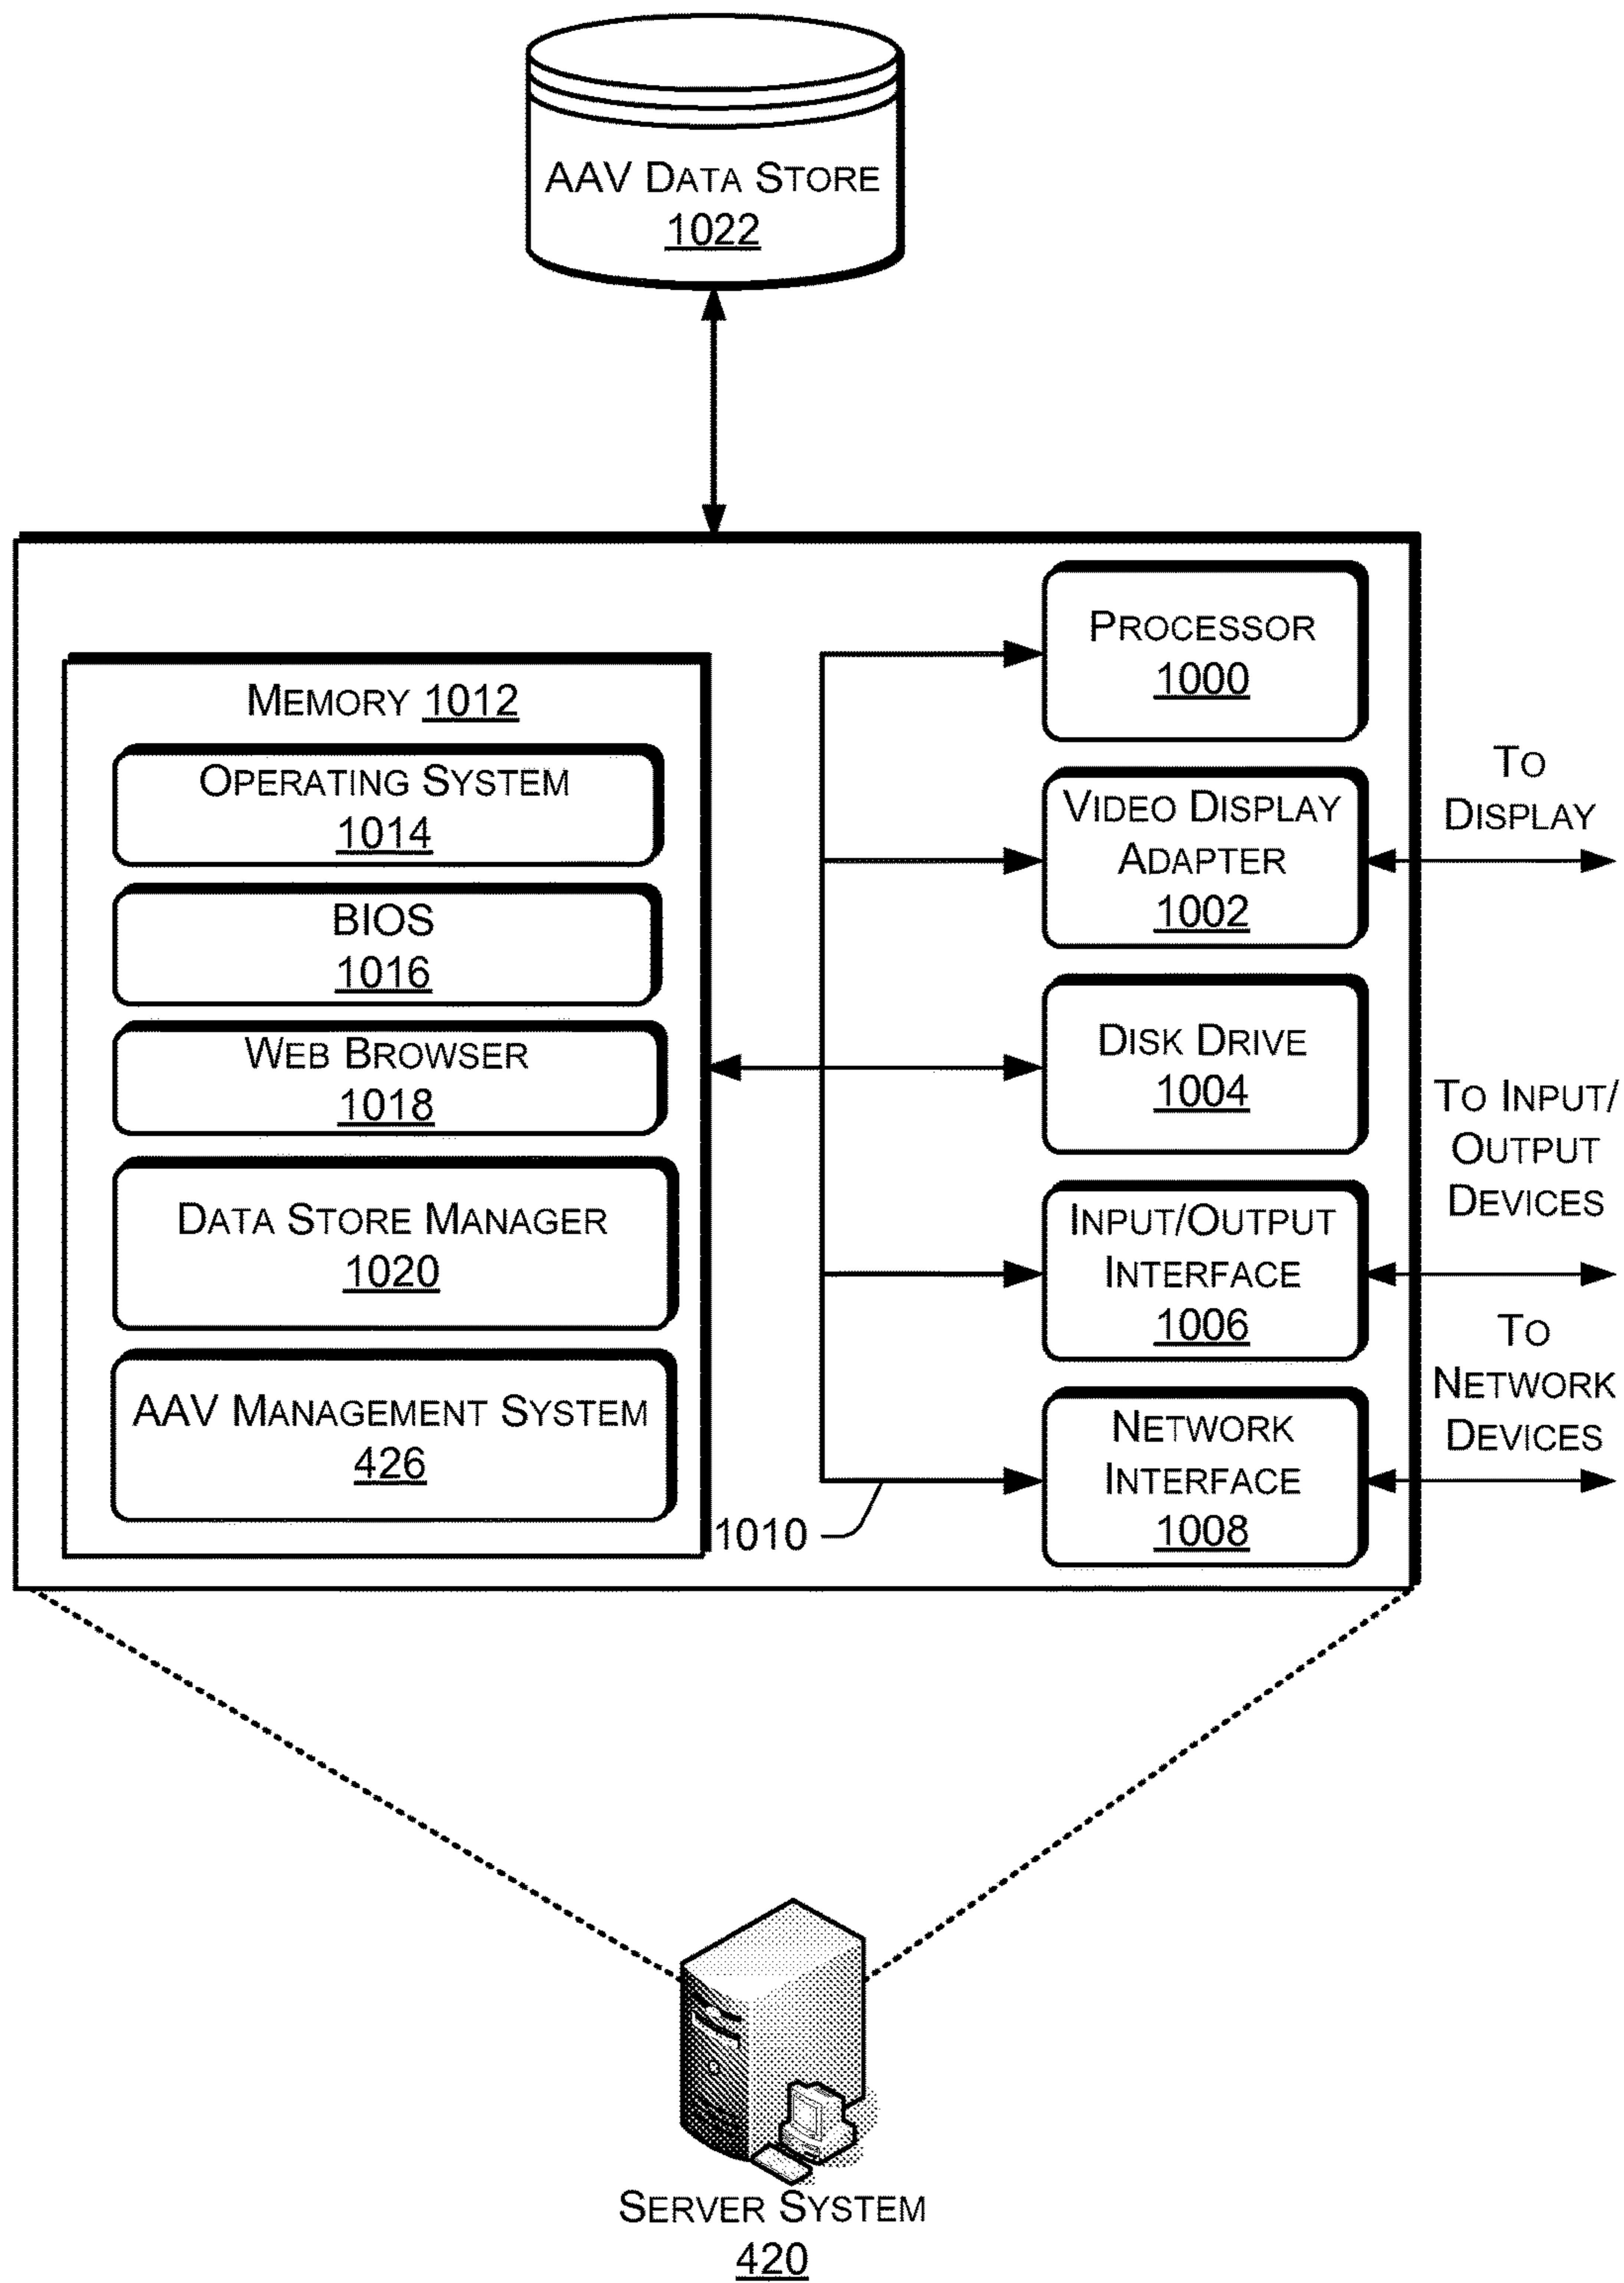 AAV DATA STORE
1022
PROCESSOR
1000
MEMORY 1012
OPERATING SYSTEM
1014
BIOS
1016
WEB BROWSER
1018
DATA STORE MANAGER
1020
AAV MANAGEMENT SYSTEM
426
VIDEO DISPLAY
ADAPTER
1002
TO
DISPLAY
DISK DRIVE
1004
INPUT/OUTPUT
INTERFACE
1006
TO INPUT/
OUTPUT
DEVICES
NETWORK
INTERFACE
1008
TO
NETWORK
DEVICES
1010
SERVER SYSTEM
420